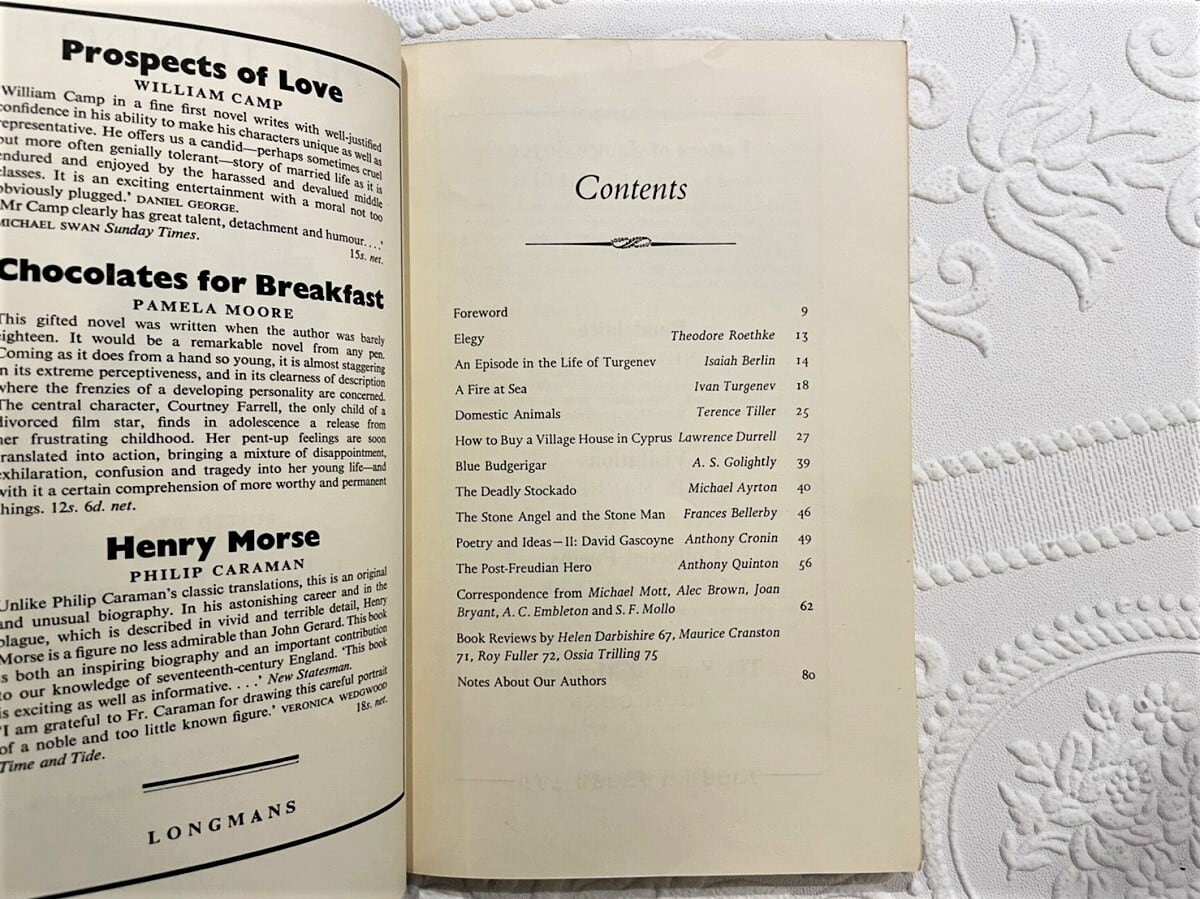 Prospects of Love
WILLIAM CAMP
William Camp in a fine first novel writes with well-justified
confidence in his ability to make his characters unique as well as
representative. He offers us a candid—perhaps sometimes cruel
but more often genially tolerant—story of married life as it is
endured and enjoyed by the harassed and devalued middle
classes. It is an exciting entertainment with a moral not too
obviously plugged.' DANIEL GEORGE.
Mr Camp clearly has great talent, detachment and humour....'
MICHAEL SWAN Sunday Times.
15s. net.
Chocolates for Breakfast
PAMELA MOORE
This gifted novel was written when the author was barely
eighteen. It would be a remarkable novel from any pen.
Coming as it does from a hand so young, it is almost staggering
in its extreme perceptiveness, and in its clearness of description
where the frenzies of a developing personality are concerned.
The central character, Courtney Farrell, the only child of a
divorced film star, finds in adolescence a release from
her frustrating childhood. Her pent-up feelings are soon
translated into action, bringing a mixture of disappointment,
exhilaration, confusion and tragedy into her young life—and
with it a certain comprehension of more worthy and permanent
things. 12s. 6d. net.
Henry Morse
PHILIP CARAMAN
Unlike Philip Caraman's classic translations, this is an original
and unusual biography. In his astonishing career and in the
plague, which is described in vivid and terrible detail, Henry
Morse is a figure no less admirable than John Gerard. This book
is both an inspiring biography and an important contribution
to our knowledge of seventeenth-century England. 'This book
is exciting as well as informative. . . .' New Statesman.
'I am grateful to Fr. Caraman for drawing this careful portrait
of a noble and too little known figure.' VERONICA WEDGWOOD
Time and Tide.
18s. net.
LONGMANS
Contents
Foreword 9
Elegy Theodore Roethke 13
An Episode in the Life of Turgenev Isaiah Berlin 14
A Fire at Sea Ivan Turgenev 18
Domestic Animals Terence Tiller 25
How to Buy a Village House in Cyprus Lawrence Durrell 27
Blue Budgerigar A. S. Golightly 39
The Deadly Stockado Michael Ayrton 40
The Stone Angel and the Stone Man Frances Bellerby 46
Poetry and Ideas—II: David Gascoyne Anthony Cronin 49
The Post-Freudian Hero Anthony Quinton 56
Correspondence from Michael Mott, Alec Brown, Joan
Bryant, A. C. Embleton and S. F. Mollo 62
Book Reviews by Helen Darbishire 67, Maurice Cranston
71, Roy Fuller 72, Ossia Trilling 75
Notes About Our Authors 80